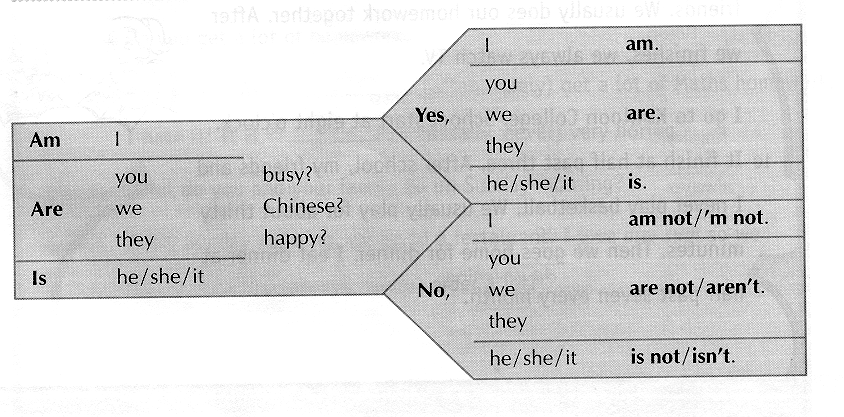 Am I
Are you busy?
we Chinese?
they happy?
Is he/she/it
Yes, I am.
you
we are.
they
he/she/it is.
No, I am not/'m not.
you
we are not/aren't.
they
he/she/it is not/isn't.